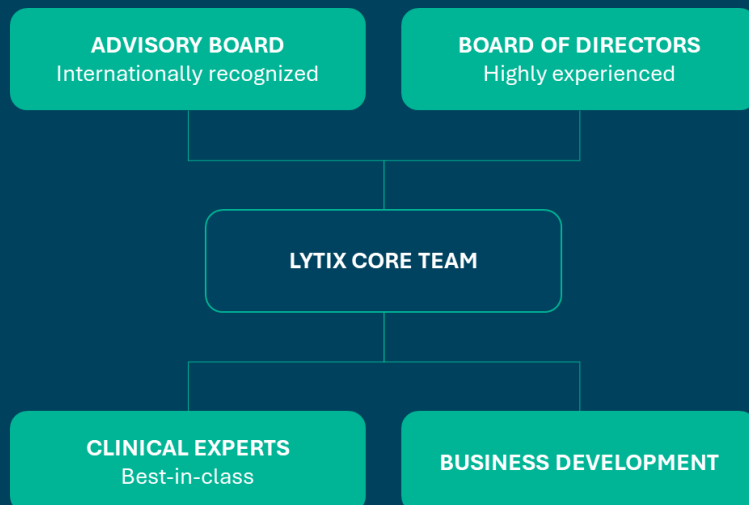 ADVISORY BOARD
Internationally recognized
BOARD OF DIRECTORS
Highly experienced
LYTIX CORE TEAM
CLINICAL EXPERTS
Best-in-class
BUSINESS DEVELOPMENT